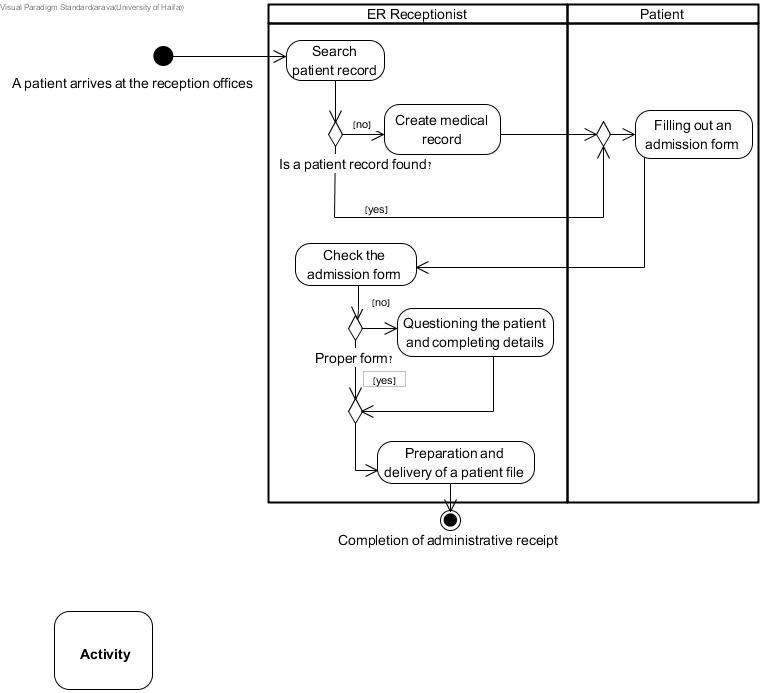 Visual Paradigm Standard(arava(University of Haifa))
ER Receptionist
Patient
Search
patient record
A patient arrives at the reception offices
[no]
Create medical
record
Filling out an
admission form
Is a patient record found?
[yes]
Check the
admission form
[no]
Questioning the patient
and completing details
Proper form?
[yes]
Preparation and
delivery of a patient file
Completion of administrative receipt
Activity